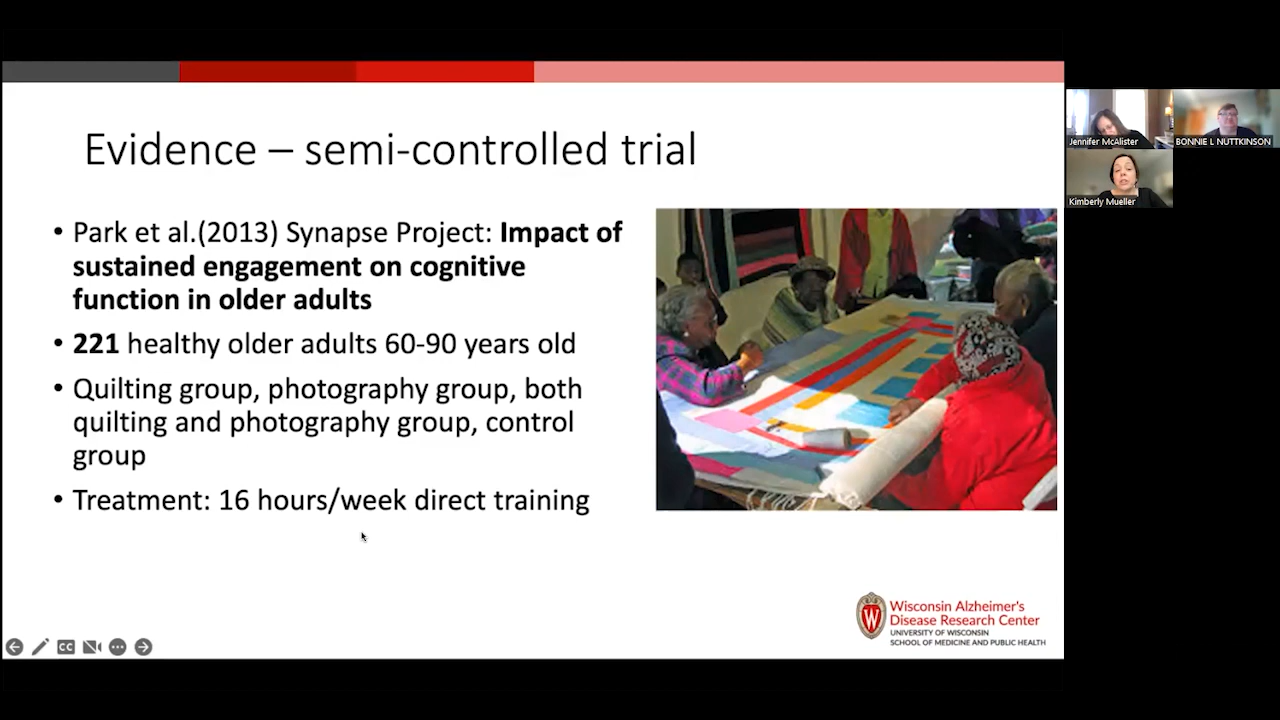 Evidence – semi-controlled trial
• Park et al.(2013) Synapse Project: Impact of
sustained engagement on cognitive
function in older adults
• 221 healthy older adults 60-90 years old
• Quilting group, photography group, both
quilting and photography group, control
group
• Treatment: 16 hours/week direct training
W
Wisconsin Alzheimer's
Disease Research Center
UNIVERSITY OF WISCONSIN
SCHOOL OF MEDICINE AND PUBLIC HEALTH
CC
Jennifer McAlister
BONNIE L NUTTKINSON
Kimberly Mueller